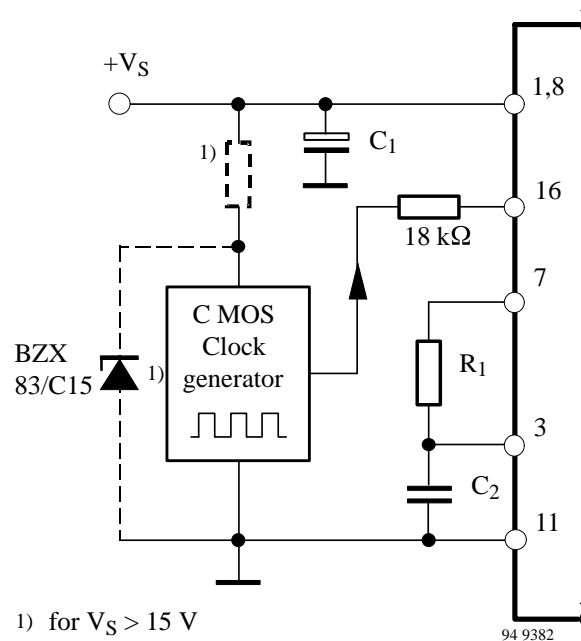 +VS
1,8
1)
C1
16
18 kΩ
7
C MOS
Clock
generator
BZX
83/C15
1)
R1
3
C2
11
1) for VS > 15 V
94 9382